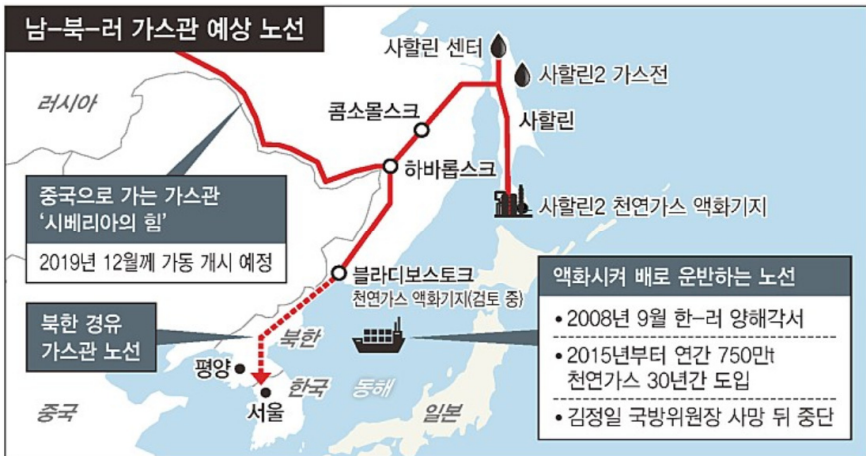 남-북-러 가스관 예상 노선
사할린 센터
사할린2 가스전
러시아
콤소몰스크
사할린
하바롭스크
중국으로 가는 가스관
‘시베리아의 힘’
2019년 12월께 가동 개시 예정
사할린2 천연가스 액화기지
블라디보스토크
천연가스 액화기지(검토 중)
액화시켜 배로 운반하는 노선
•2008년 9월 한-러 양해각서
•2015년부터 연간 750만t
천연가스 30년간 도입
•김정일 국방위원장 사망 뒤 중단
북한 경유
가스관 노선
북한
평양
한국
동해
서울
중국
일본